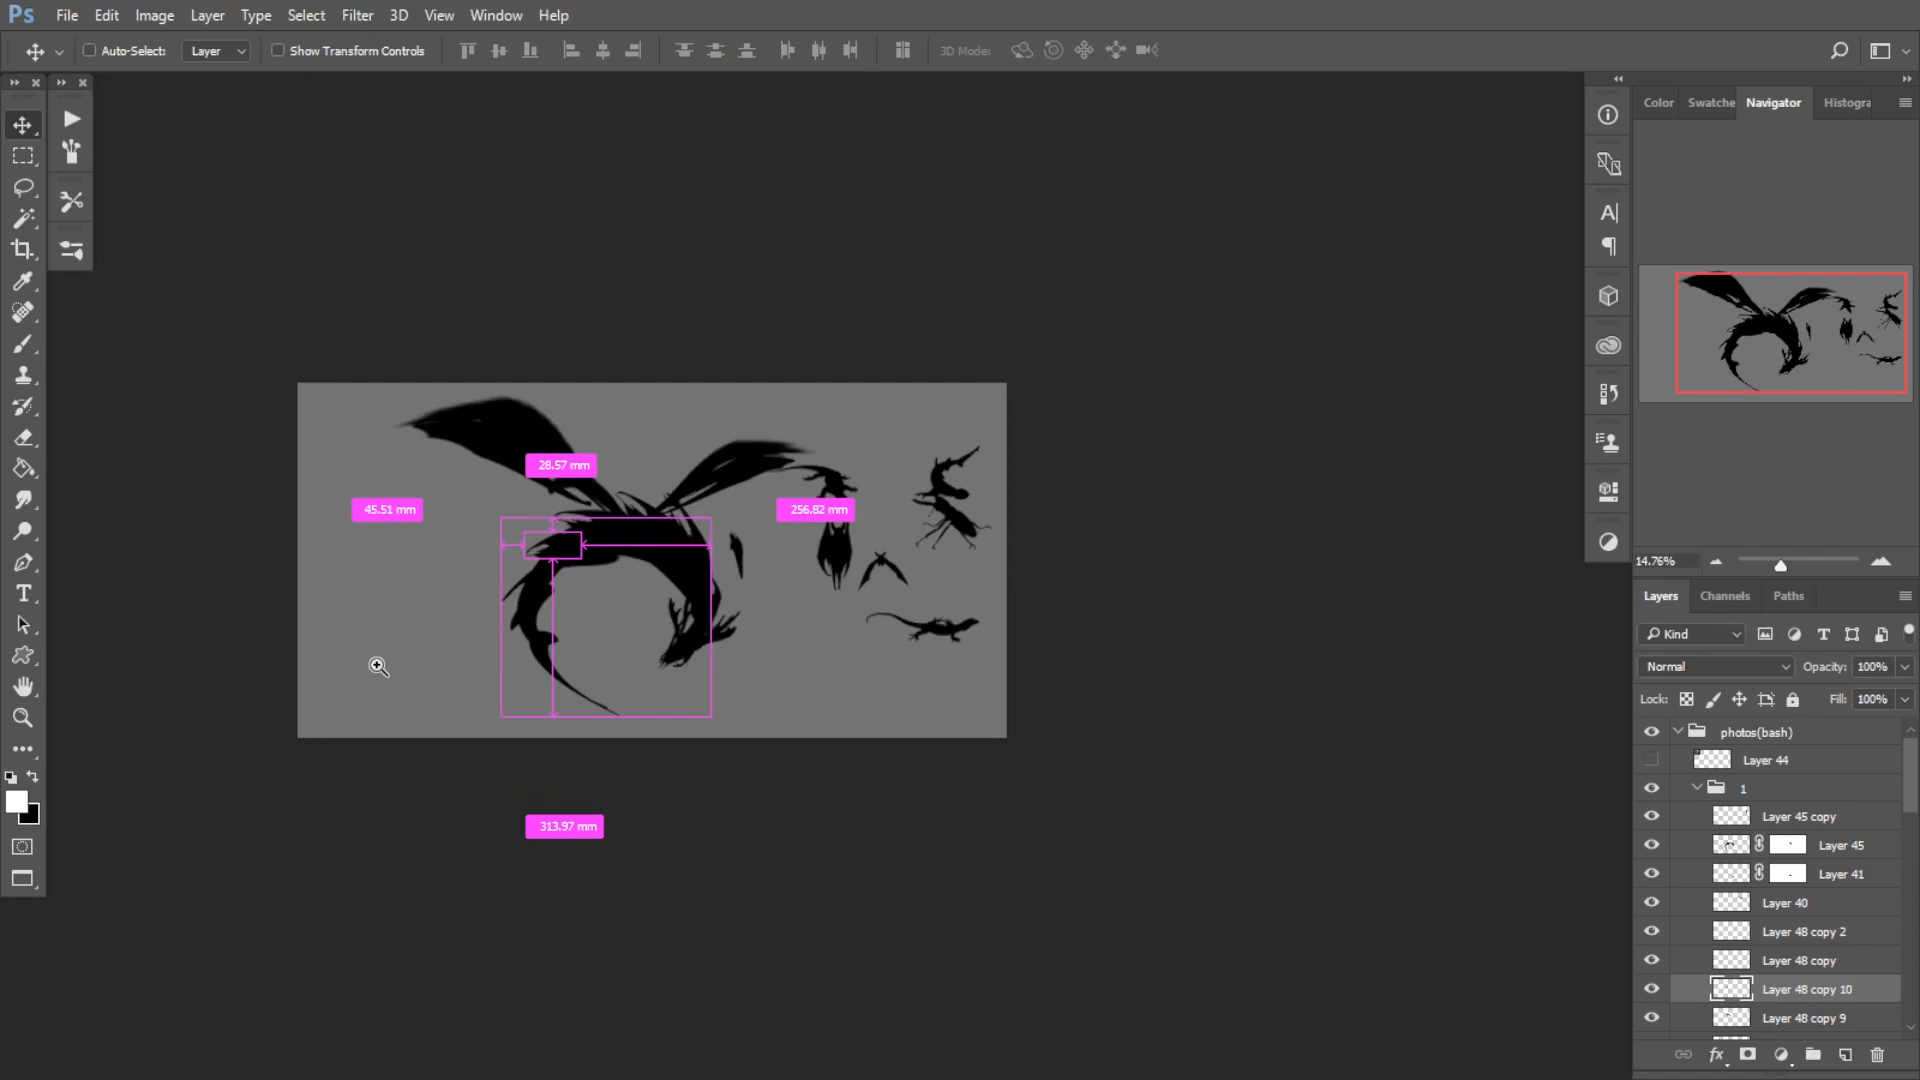 Ps File Edit Image Layer Type Select Filter 3D View Window Help
Auto-Select: Layer Show Transform Controls 3D Mode:
Color Swatche Navigator Histogra
28.57 mm
45.51 mm 256.82 mm
313.97 mm
14.76%
Layers Channels Paths
Kind
Normal Opacity: 100%
Lock: Fill: 100%
photos(bash)
Layer 44
1
Layer 45 copy
Layer 45
Layer 41
Layer 40
Layer 48 copy 2
Layer 48 copy
Layer 48 copy 10
Layer 48 copy 9